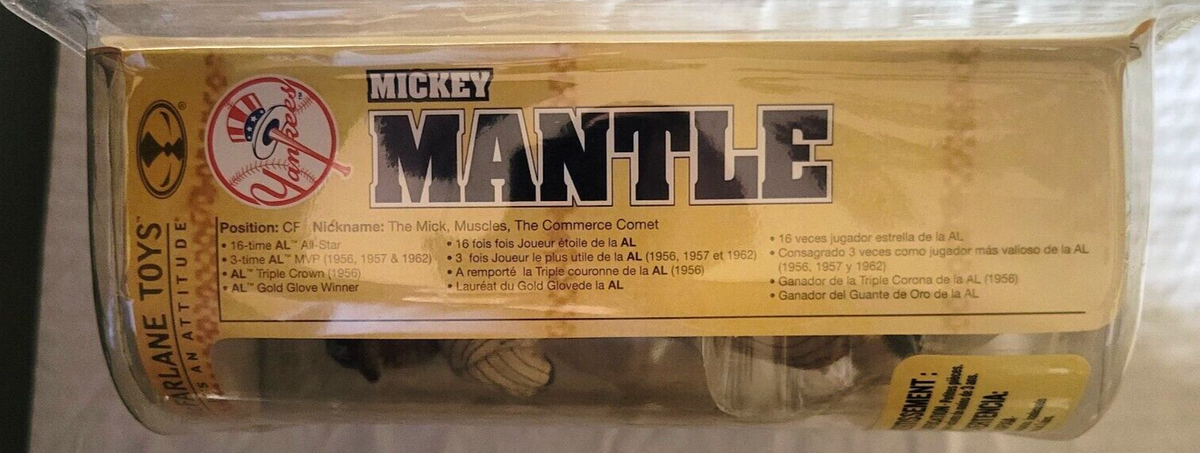 MICKEY
MANTLE
Yankees™
ARLANE TOYS™
AN ATTITUDE®
Position: CF Nickname: The Mick, Muscles, The Commerce Comet
• 16-time AL™ All-Star
• 3-time AL™ MVP (1956, 1957 & 1962)
• AL™ Triple Crown (1956)
• AL™ Gold Glove Winner
• 16 fois fois Joueur étoile de la AL
• 3 fois Joueur le plus utile de la AL (1956, 1957 et 1962)
• A remporté la Triple couronne de la AL (1956)
• Lauréat du Gold Glovede la AL
• 16 veces jugador estrella de la AL
• Consagrado 3 veces como jugador más valioso de la AL
(1956, 1957 y 1962)
• Ganador de la Triple Corona de la AL (1956)
• Ganador del Guante de Oro de la AL